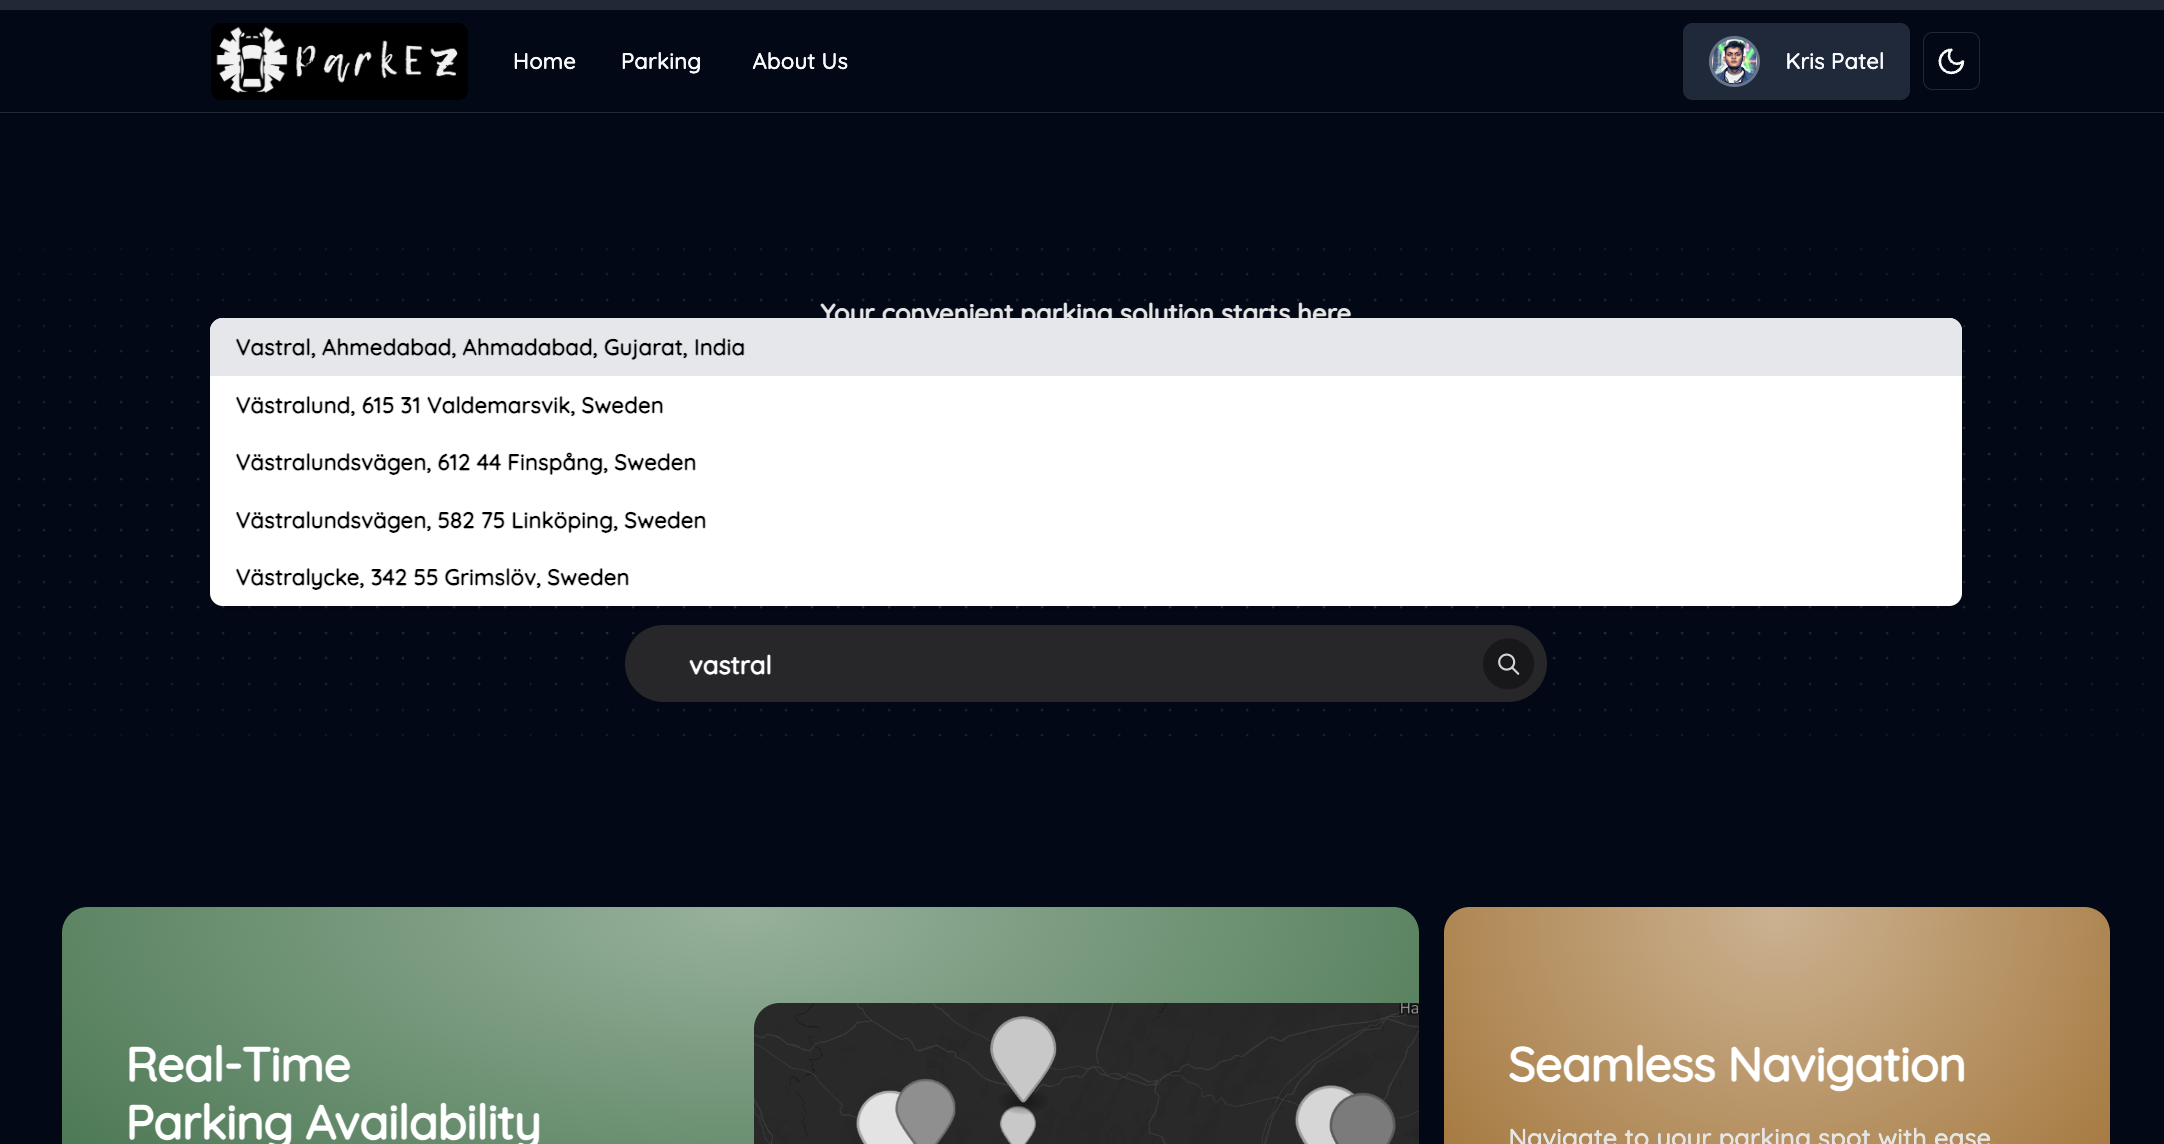 ParkEZ
Home
Parking
About Us
Kris Patel
Your convenient parking solution starts here
Vastral, Ahmedabad, Ahmadabad, Gujarat, India
Västralund, 615 31 Valdemarsvik, Sweden
Västralundsvägen, 612 44 Finspång, Sweden
Västralundsvägen, 582 75 Linköping, Sweden
Västralycke, 342 55 Grimslöv, Sweden
vastral
Ha
Real-Time
Parking Availability
Seamless Navigation
Navigate to your parking spot with ease